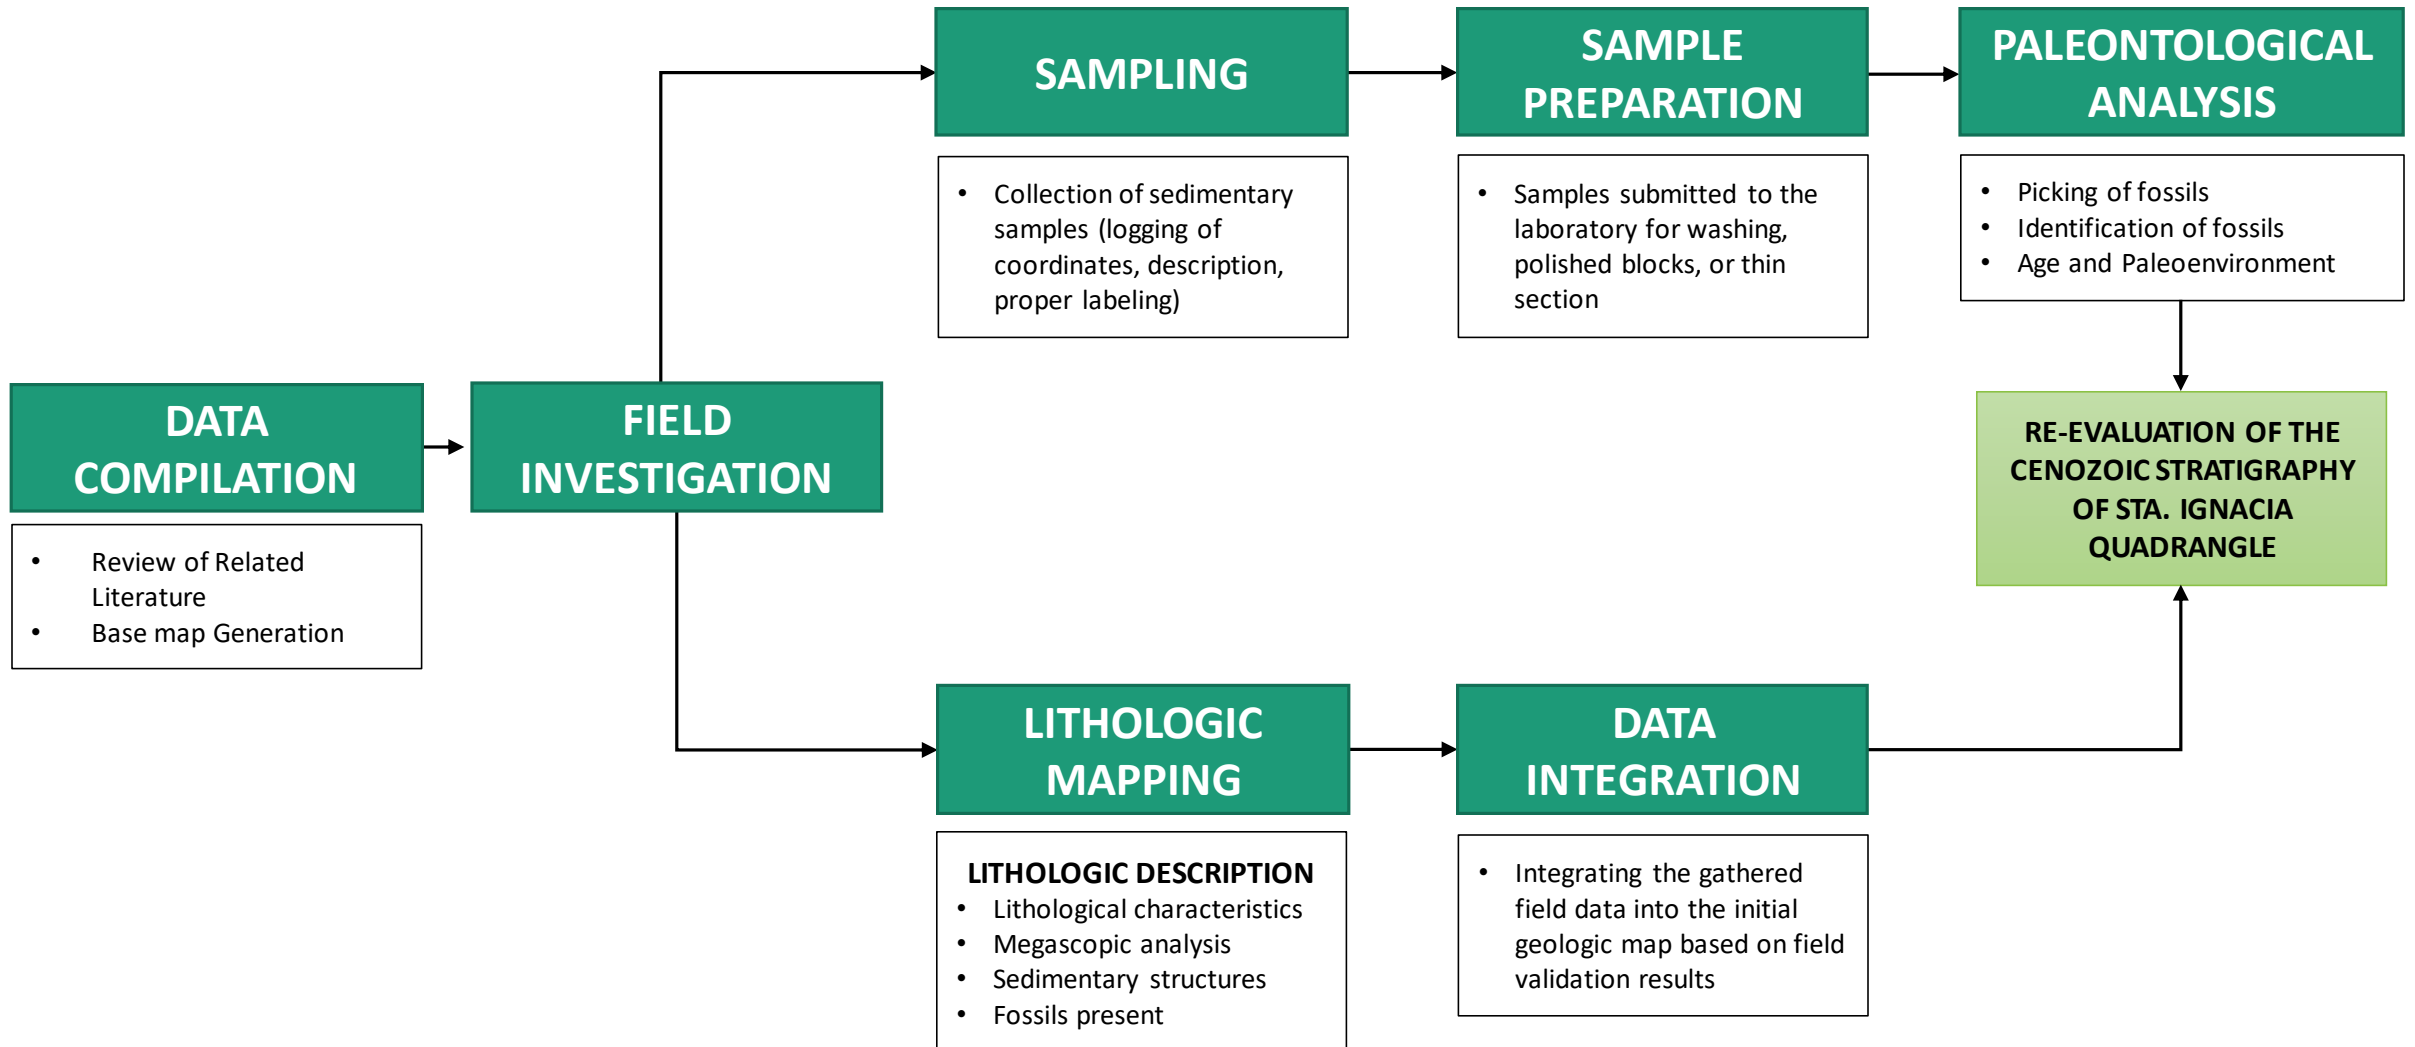 DATA
COMPILATION
• Review of Related
Literature
• Base map Generation
FIELD
INVESTIGATION
SAMPLING
• Collection of sedimentary
samples (logging of
coordinates, description,
proper labeling)
SAMPLE
PREPARATION
• Samples submitted to the
laboratory for washing,
polished blocks, or thin
section
PALEONTOLOGICAL
ANALYSIS
• Picking of fossils
• Identification of fossils
• Age and Paleoenvironment
LITHOLOGIC
MAPPING
LITHOLOGIC DESCRIPTION
• Lithological characteristics
• Megascopic analysis
• Sedimentary structures
• Fossils present
DATA
INTEGRATION
• Integrating the gathered
field data into the initial
geologic map based on field
validation results
RE-EVALUATION OF THE
CENOZOIC STRATIGRAPHY
OF STA. IGNACIA
QUADRANGLE